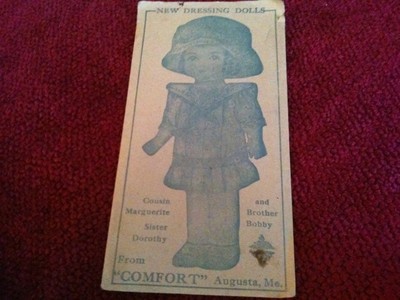 NEW DRESSING DOLLS
Cousin
Marguerite
Sister
Dorothy
and
Brother
Bobby
From
"COMFORT" Augusta, Me.